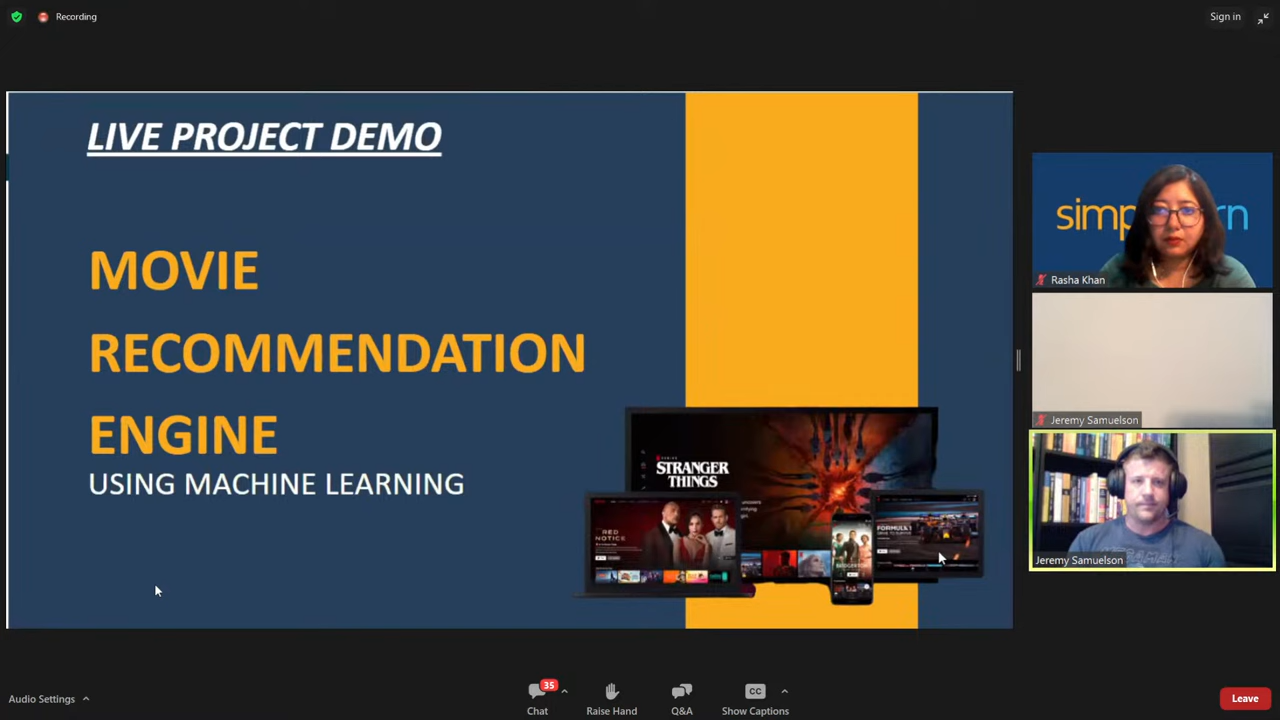 Recording
Sign in
LIVE PROJECT DEMO
MOVIE
RECOMMENDATION
ENGINE
USING MACHINE LEARNING
STRANGER
THINGS
RED
NOTICE
BRIDGERTON
FORMULA 1
Rasha Khan
Jeremy Samuelson
Jeremy Samuelson
Audio Settings
35
Chat
Raise Hand
Q&A
CC
Show Captions
Leave